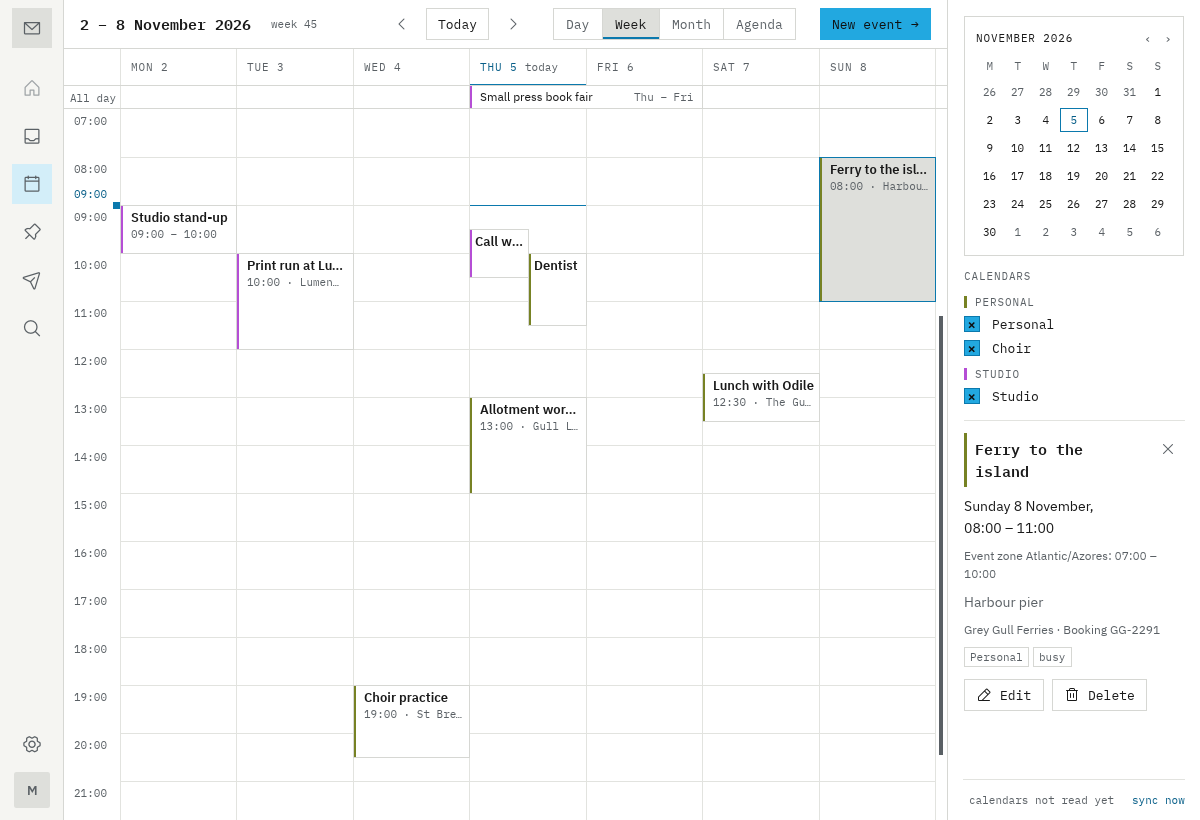 2 – 8 November 2026 week 45
Today
Day Week Month Agenda
New event →
MON 2 TUE 3 WED 4 THU 5 today FRI 6 SAT 7 SUN 8
All day
Small press book fair Thu – Fri
07:00
08:00
09:00
09:00
10:00
11:00
12:00
13:00
14:00
15:00
16:00
17:00
18:00
19:00
20:00
21:00
Studio stand-up
09:00 – 10:00
Print run at Lu…
10:00 · Lumen…
Choir practice
19:00 · St Bre…
Call w…
Dentist
Allotment wor…
13:00 · Gull L…
Lunch with Odile
12:30 · The Gu…
Ferry to the isl…
08:00 · Harbou…
M
NOVEMBER 2026 ‹ ›
M T W T F S S
26 27 28 29 30 31 1
2 3 4 5 6 7 8
9 10 11 12 13 14 15
16 17 18 19 20 21 22
23 24 25 26 27 28 29
30 1 2 3 4 5 6
CALENDARS
PERSONAL
Personal
Choir
STUDIO
Studio
Ferry to the
island
Sunday 8 November,
08:00 – 11:00
Event zone Atlantic/Azores: 07:00 –
10:00
Harbour pier
Grey Gull Ferries · Booking GG-2291
Personal busy
Edit Delete
calendars not read yet sync now